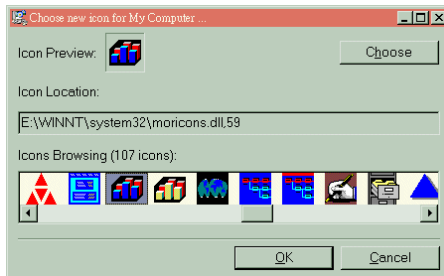 Choose new icon for My Computer ...
Icon Preview:
Choose
Icon Location:
E:\WINNT\system32\moricons.dll,59
Icons Browsing (107 icons):
OK
Cancel